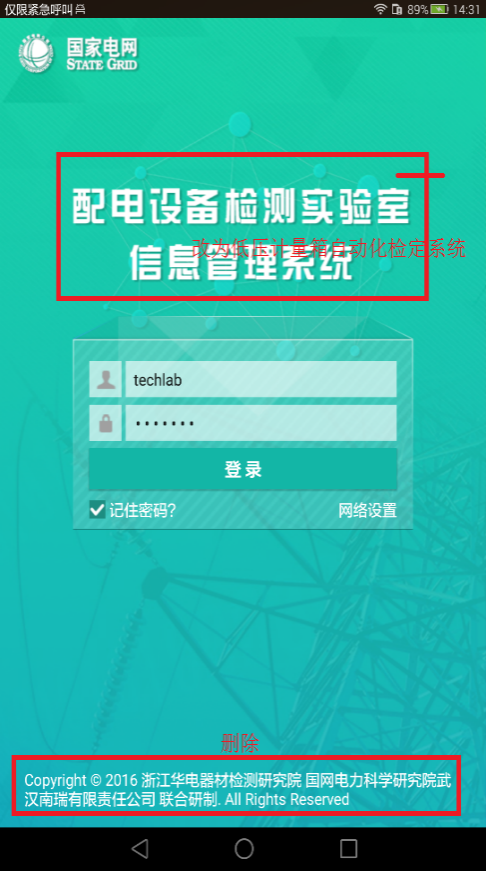 仅限紧急呼叫 89% 14:31
国家电网
STATE GRID
配电设备检测实验室
信息管理系统
改为低压计量箱自动化检定系统
techlab
•••••••
登录
记住密码? 网络设置
删除
Copyright © 2016 浙江华电器材检测研究院 国网电力科学研究院武
汉南瑞有限责任公司 联合研制. All Rights Reserved